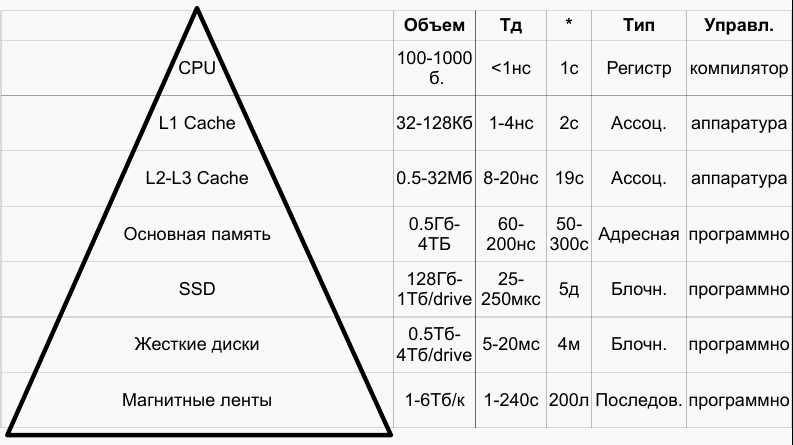 Объем Тд * Тип Управл.
CPU 100-1000 б. <1нс 1с Регистр компилятор
L1 Cache 32-128Кб 1-4нс 2с Ассоц. аппаратура
L2-L3 Cache 0.5-32Мб 8-20нс 19с Ассоц. аппаратура
Основная память 0.5Гб-4ТБ 60-200нс 50-300с Адресная программно
SSD 128Гб-1Тб/drive 25-250мкс 5д Блочн. программно
Жесткие диски 0.5Тб-4Тб/drive 5-20мс 4м Блочн. программно
Магнитные ленты 1-6Тб/к 1-240с 200л Последов. программно